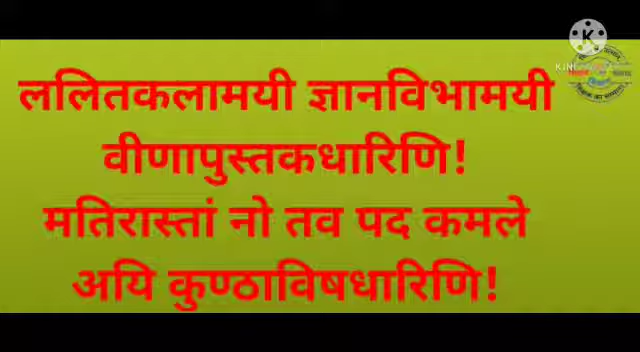 ललितकलामयी ज्ञानविभामयी
वीणापुस्तकधारिणि!
मतिरास्तां नो तव पद कमले
अयि कुण्ठाविषधारिणि!